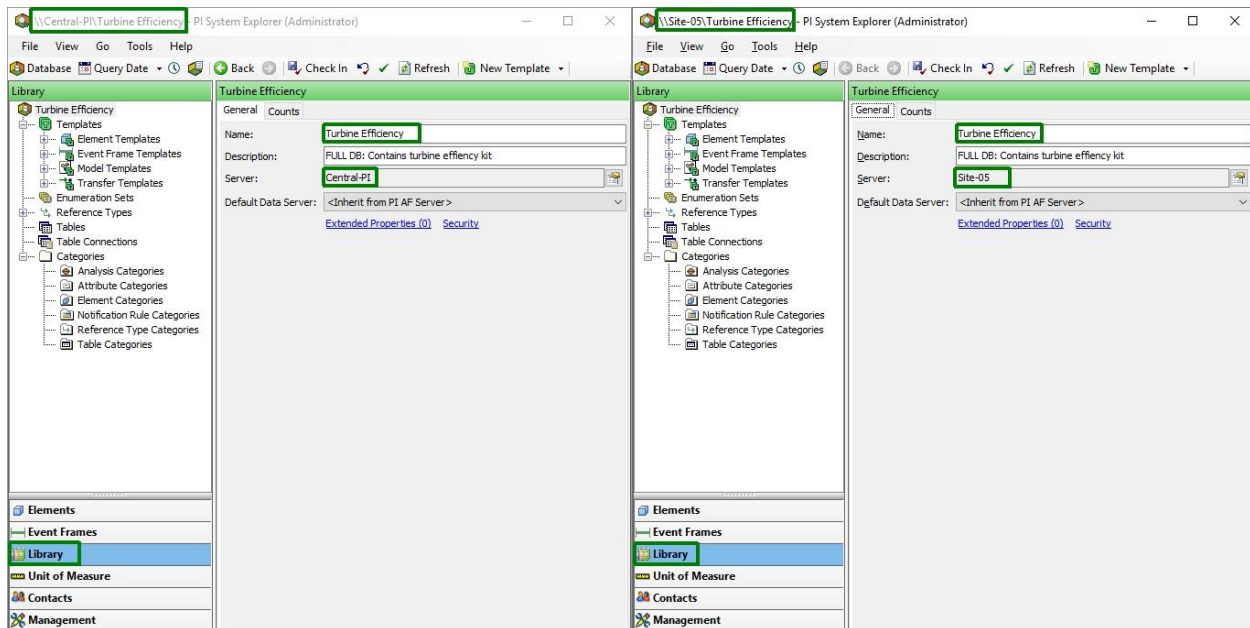 \\Central-PI\Turbine Efficiency - PI System Explorer (Administrator)
File View Go Tools Help
Database Query Date Back Check In Refresh New Template
Library
Turbine Efficiency
Templates
Element Templates
Event Frame Templates
Model Templates
Transfer Templates
Enumeration Sets
Reference Types
Tables
Table Connections
Categories
Analysis Categories
Attribute Categories
Element Categories
Notification Rule Categories
Reference Type Categories
Table Categories
Elements
Event Frames
Library
Unit of Measure
Contacts
Management
Turbine Efficiency
General Counts
Name: Turbine Efficiency
Description: FULL DB: Contains turbine effiency kit
Server: Central-PI
Default Data Server: <Inherit from PI AF Server>
Extended Properties (0) Security
\\Site-05\Turbine Efficiency - PI System Explorer (Administrator)
File View Go Tools Help
Database Query Date Back Check In Refresh New Template
Library
Turbine Efficiency
Templates
Element Templates
Event Frame Templates
Model Templates
Transfer Templates
Enumeration Sets
Reference Types
Tables
Table Connections
Categories
Analysis Categories
Attribute Categories
Element Categories
Notification Rule Categories
Reference Type Categories
Table Categories
Elements
Event Frames
Library
Unit of Measure
Contacts
Management
Turbine Efficiency
General Counts
Name: Turbine Efficiency
Description: FULL DB: Contains turbine effiency kit
Server: Site-05
Default Data Server: <Inherit from PI AF Server>
Extended Properties (0) Security